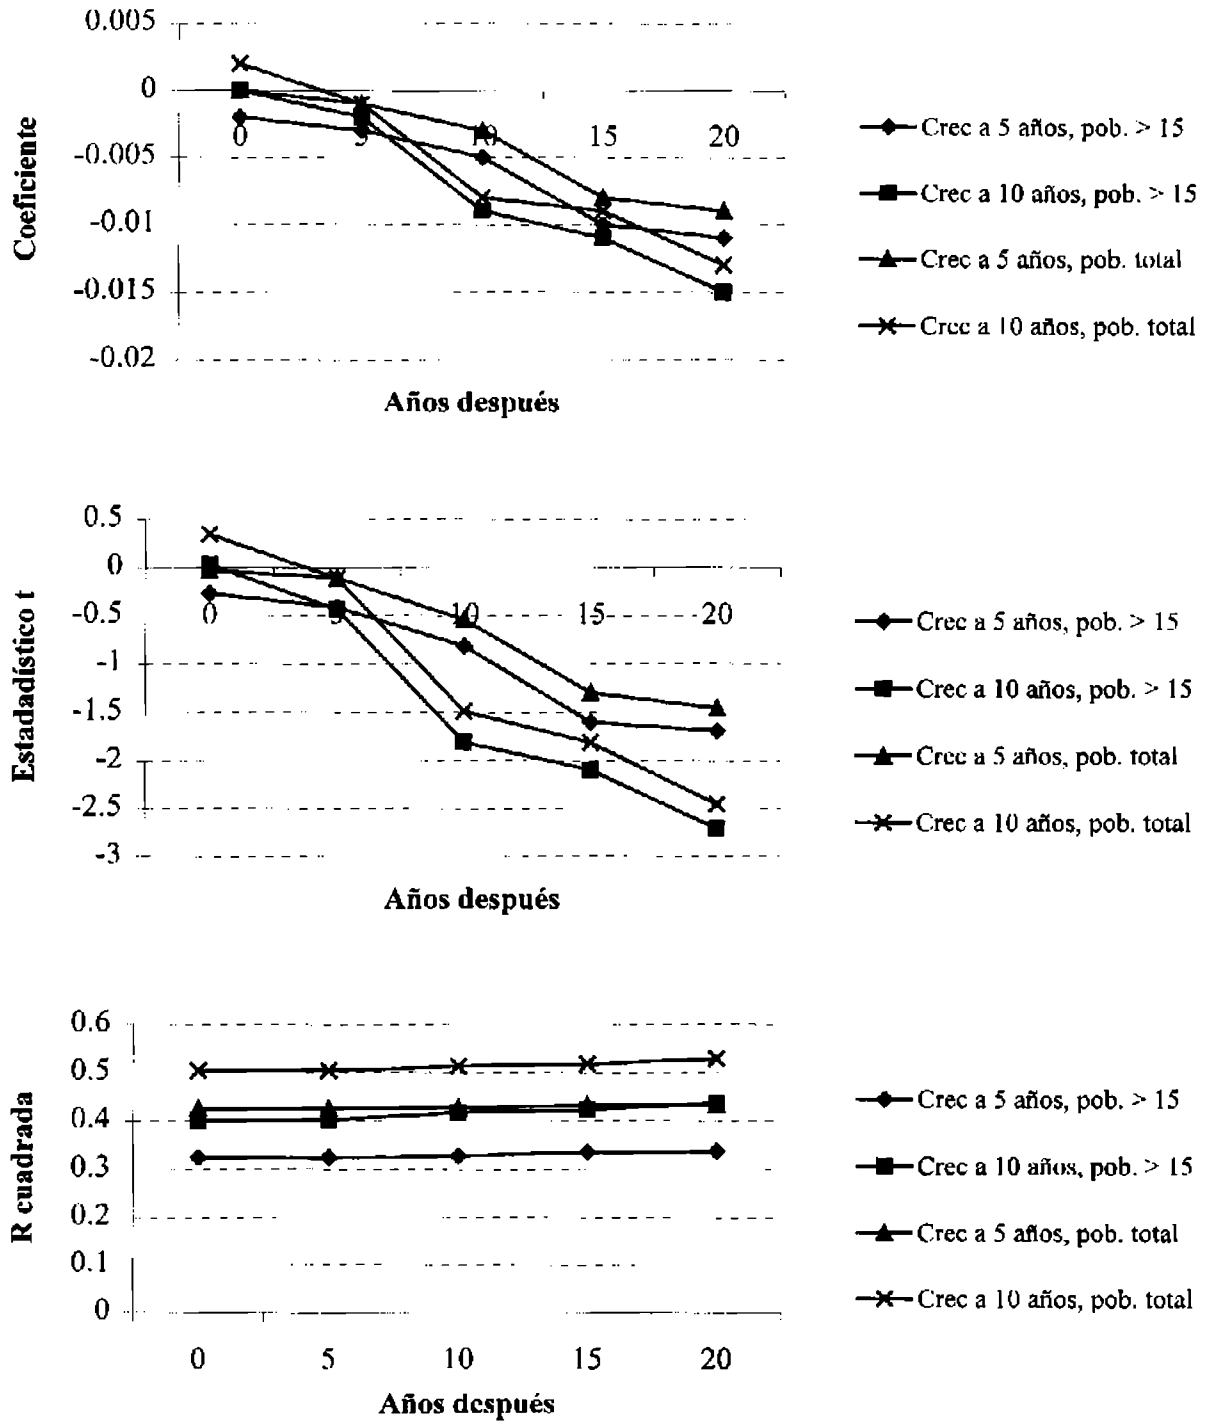 0.005
0
-0.005
-0.01
-0.015
-0.02
Coeficiente
0 5 10 15 20
Años después
Crec a 5 años, pob. > 15
Crec a 10 años, pob. > 15
Crec a 5 años, pob. total
Crec a 10 años, pob. total
0.5
0
-0.5
-1
-1.5
-2
-2.5
-3
Estadadístico t
0 5 10 15 20
Años después
Crec a 5 años, pob. > 15
Crec a 10 años, pob. > 15
Crec a 5 años, pob. total
Crec a 10 años, pob. total
0.6
0.5
0.4
0.3
0.2
0.1
0
R cuadrada
0 5 10 15 20
Años después
Crec a 5 años, pob. > 15
Crec a 10 años, pob. > 15
Crec a 5 años, pob. total
Crec a 10 años, pob. total